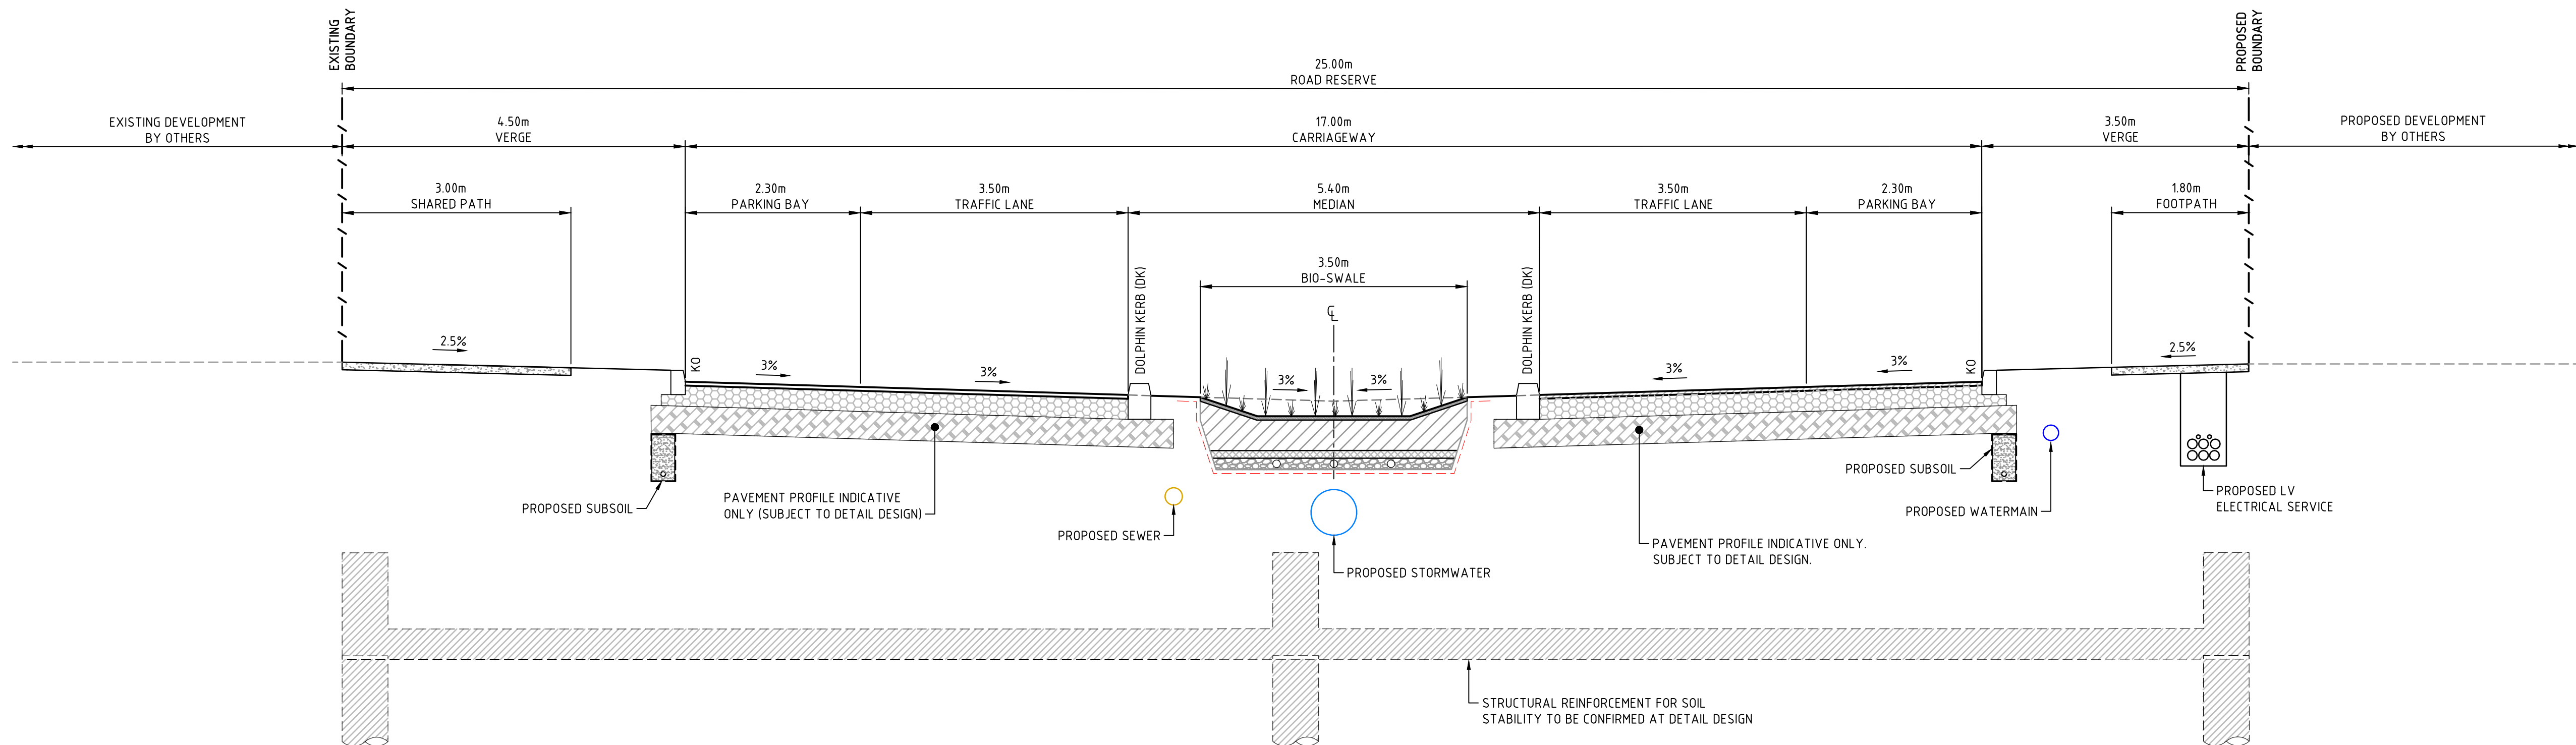 EXISTING
BOUNDARY
PROPOSED
BOUNDARY
25.00m
ROAD RESERVE
EXISTING DEVELOPMENT
BY OTHERS
4.50m
VERGE
17.00m
CARRIAGEWAY
3.50m
VERGE
PROPOSED DEVELOPMENT
BY OTHERS
3.00m
SHARED PATH
2.30m
PARKING BAY
3.50m
TRAFFIC LANE
5.40m
MEDIAN
3.50m
TRAFFIC LANE
2.30m
PARKING BAY
1.80m
FOOTPATH
DOLPHIN KERB (DK)
3.50m
BIO-SWALE
DOLPHIN KERB (DK)
CL
2.5%
KO
3%
3%
3%
3%
3%
3%
KO
2.5%
PROPOSED SUBSOIL
PAVEMENT PROFILE INDICATIVE
ONLY (SUBJECT TO DETAIL DESIGN)
PROPOSED SEWER
PROPOSED STORMWATER
PAVEMENT PROFILE INDICATIVE ONLY.
SUBJECT TO DETAIL DESIGN.
PROPOSED SUBSOIL
PROPOSED WATERMAIN
PROPOSED LV
ELECTRICAL SERVICE
STRUCTURAL REINFORCEMENT FOR SOIL
STABILITY TO BE CONFIRMED AT DETAIL DESIGN